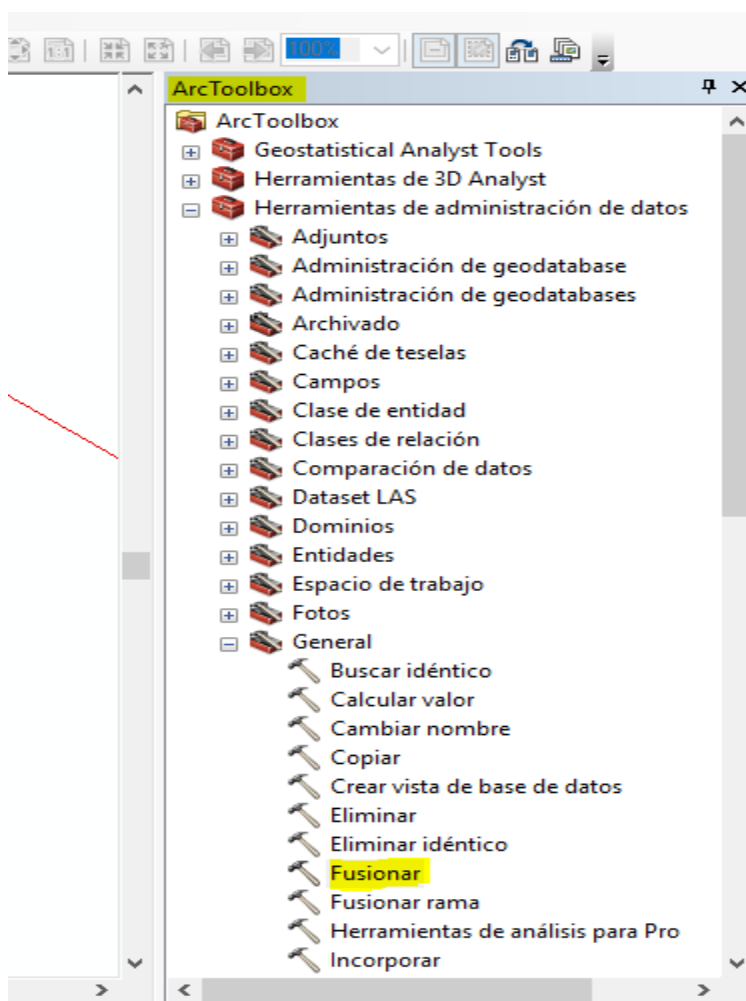 1:1
100%
ArcToolbox
ArcToolbox
Geostatistical Analyst Tools
Herramientas de 3D Analyst
Herramientas de administración de datos
Adjuntos
Administración de geodatabase
Administración de geodatabases
Archivado
Caché de teselas
Campos
Clase de entidad
Clases de relación
Comparación de datos
Dataset LAS
Dominios
Entidades
Espacio de trabajo
Fotos
General
Buscar idéntico
Calcular valor
Cambiar nombre
Copiar
Crear vista de base de datos
Eliminar
Eliminar idéntico
Fusionar
Fusionar rama
Herramientas de análisis para Pro
Incorporar